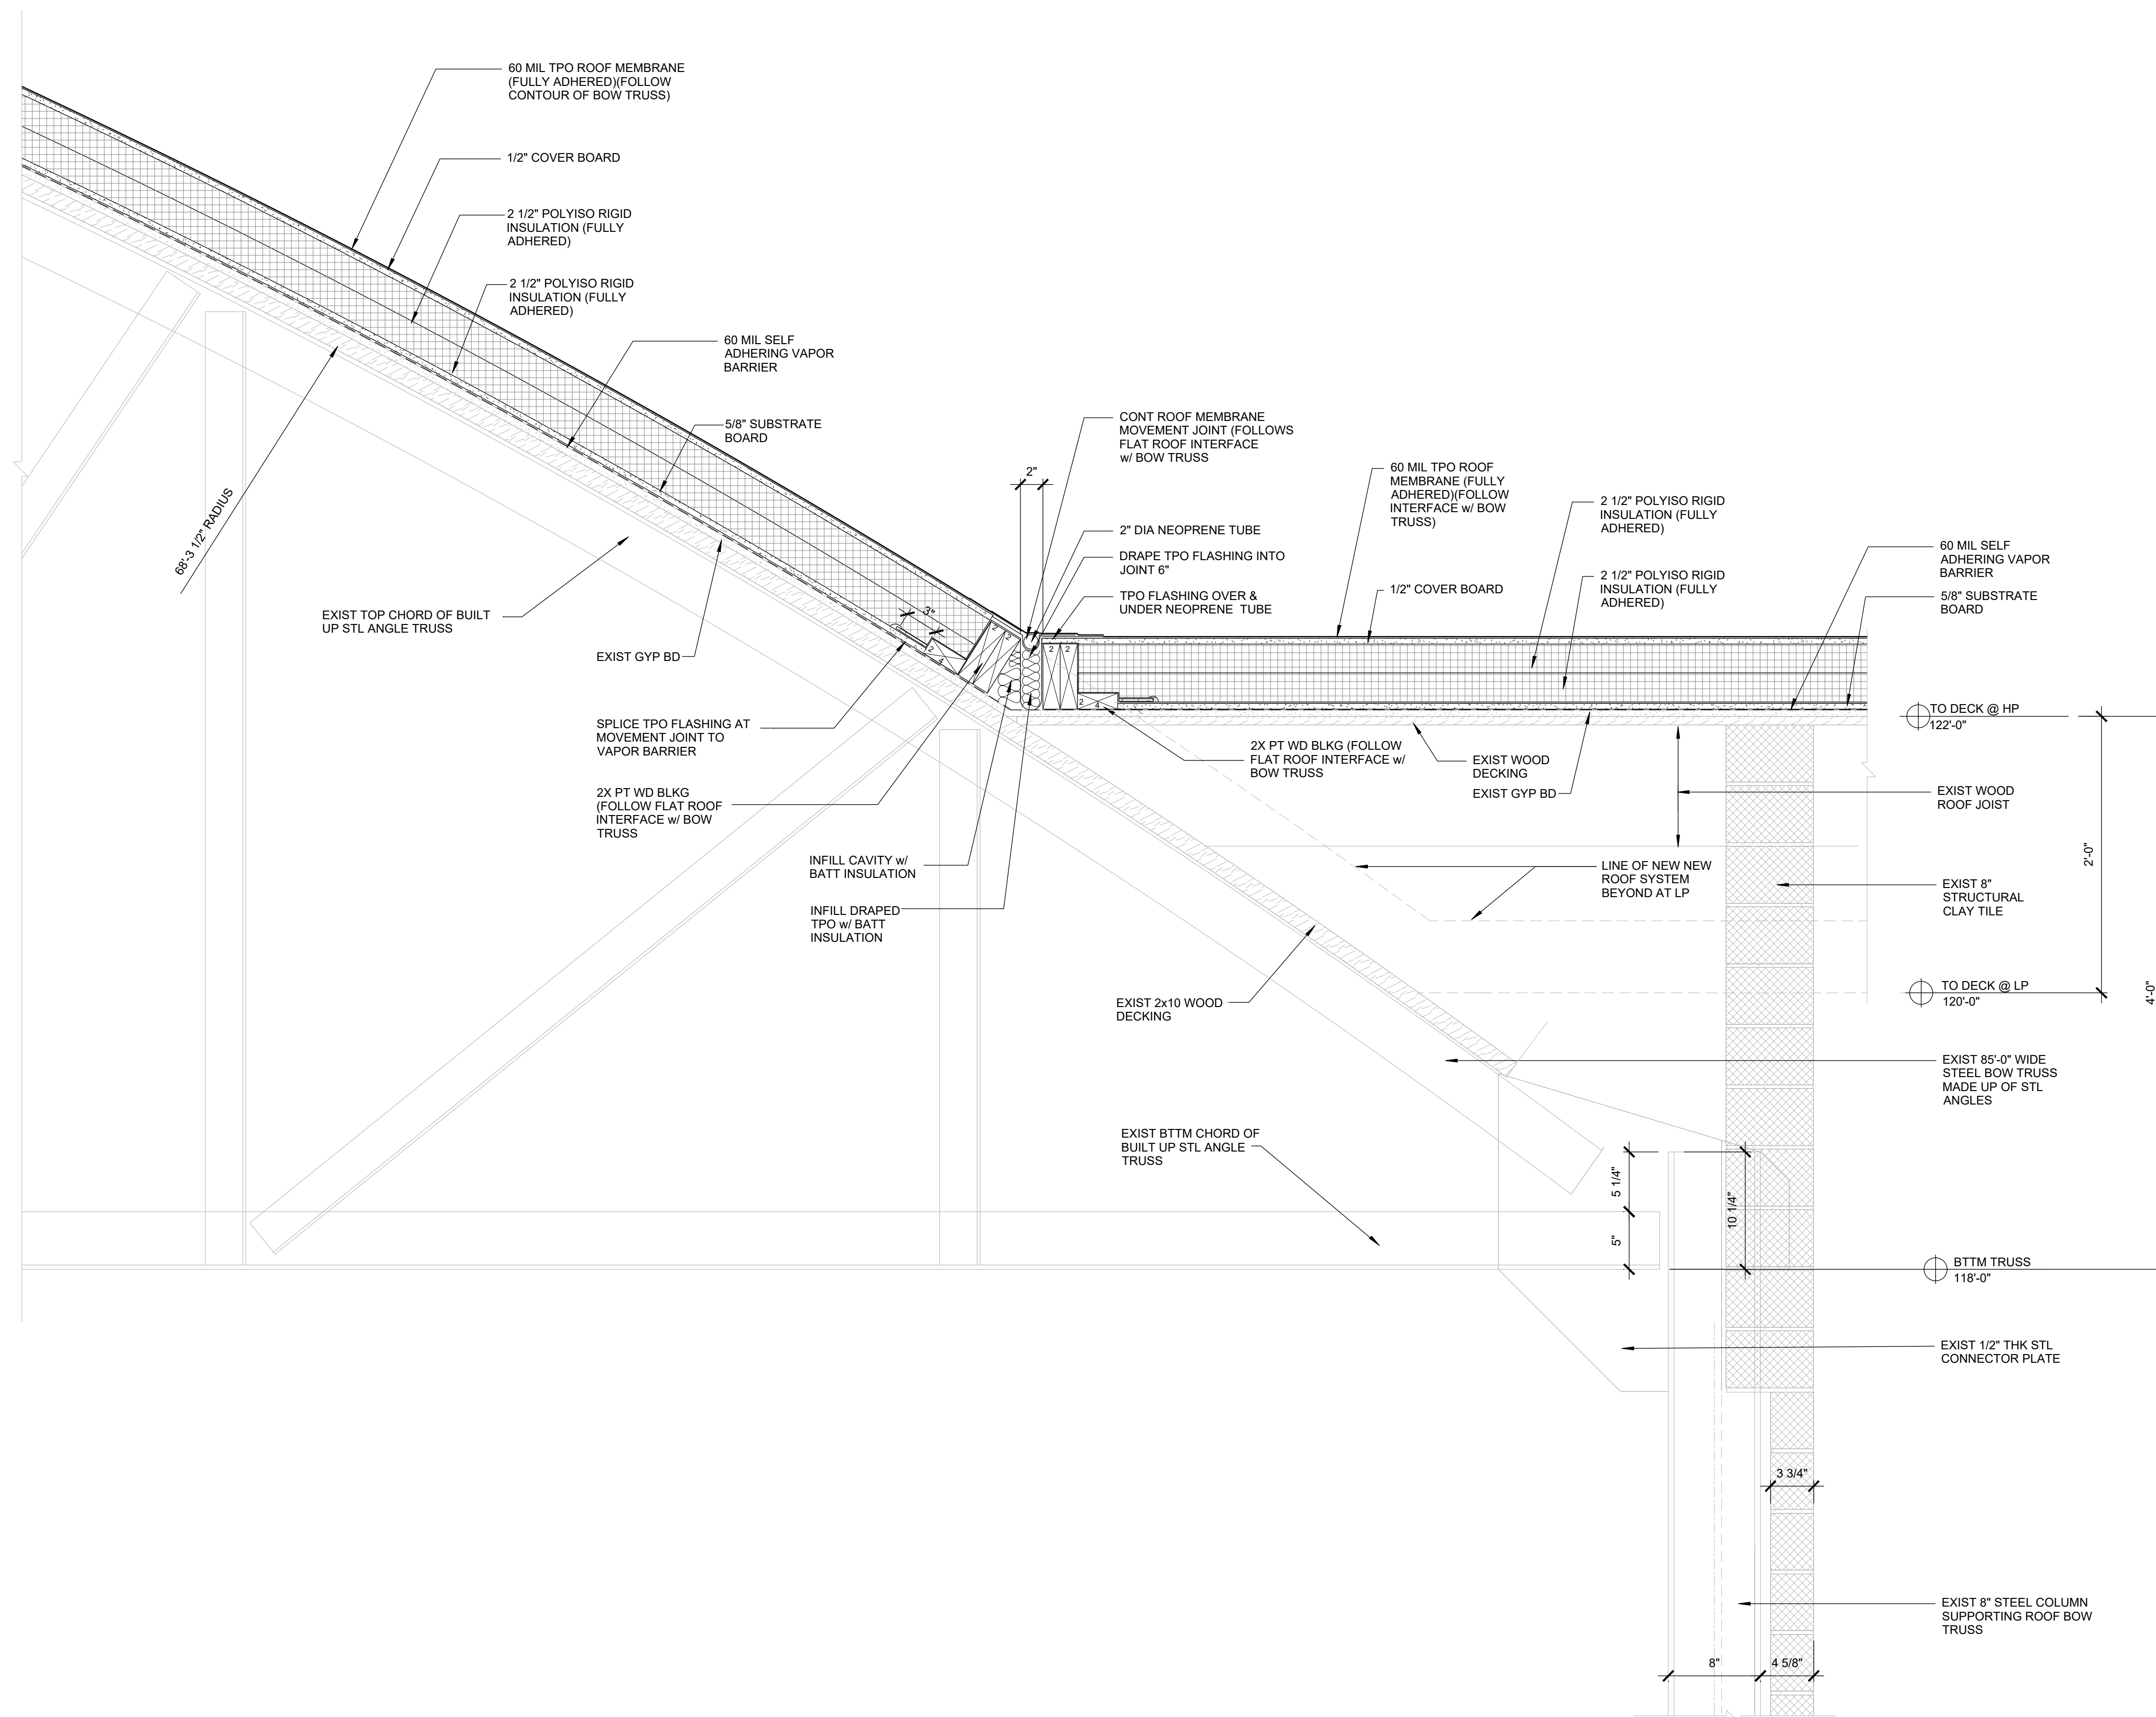 60 MIL TPO ROOF MEMBRANE
(FULLY ADHERED)(FOLLOW
CONTOUR OF BOW TRUSS)
1/2" COVER BOARD
2 1/2" POLYISO RIGID
INSULATION (FULLY
ADHERED)
2 1/2" POLYISO RIGID
INSULATION (FULLY
ADHERED)
60 MIL SELF
ADHERING VAPOR
BARRIER
5/8" SUBSTRATE
BOARD
68'-3 1/2" RADIUS
EXIST TOP CHORD OF BUILT
UP STL ANGLE TRUSS
EXIST GYP BD
SPLICE TPO FLASHING AT
MOVEMENT JOINT TO
VAPOR BARRIER
2X PT WD BLKG
(FOLLOW FLAT ROOF
INTERFACE w/ BOW
TRUSS
INFILL CAVITY w/
BATT INSULATION
INFILL DRAPED
TPO w/ BATT
INSULATION
3"
2
4
2
2
2"
CONT ROOF MEMBRANE
MOVEMENT JOINT (FOLLOWS
FLAT ROOF INTERFACE
w/ BOW TRUSS
2" DIA NEOPRENE TUBE
DRAPE TPO FLASHING INTO
JOINT 6"
TPO FLASHING OVER &
UNDER NEOPRENE TUBE
60 MIL TPO ROOF
MEMBRANE (FULLY
ADHERED)(FOLLOW
INTERFACE w/ BOW
TRUSS)
1/2" COVER BOARD
2 1/2" POLYISO RIGID
INSULATION (FULLY
ADHERED)
2 1/2" POLYISO RIGID
INSULATION (FULLY
ADHERED)
60 MIL SELF
ADHERING VAPOR
BARRIER
5/8" SUBSTRATE
BOARD
2 2
2
4
2X PT WD BLKG (FOLLOW
FLAT ROOF INTERFACE w/
BOW TRUSS
EXIST WOOD
DECKING
EXIST GYP BD
TO DECK @ HP
122'-0"
EXIST WOOD
ROOF JOIST
LINE OF NEW NEW
ROOF SYSTEM
BEYOND AT LP
EXIST 8"
STRUCTURAL
CLAY TILE
2'-0"
4'-0"
TO DECK @ LP
120'-0"
EXIST 2x10 WOOD
DECKING
EXIST 85'-0" WIDE
STEEL BOW TRUSS
MADE UP OF STL
ANGLES
EXIST BTTM CHORD OF
BUILT UP STL ANGLE
TRUSS
5 1/4"
5"
10 1/4"
BTTM TRUSS
118'-0"
EXIST 1/2" THK STL
CONNECTOR PLATE
3 3/4"
EXIST 8" STEEL COLUMN
SUPPORTING ROOF BOW
TRUSS
8"
4 5/8"